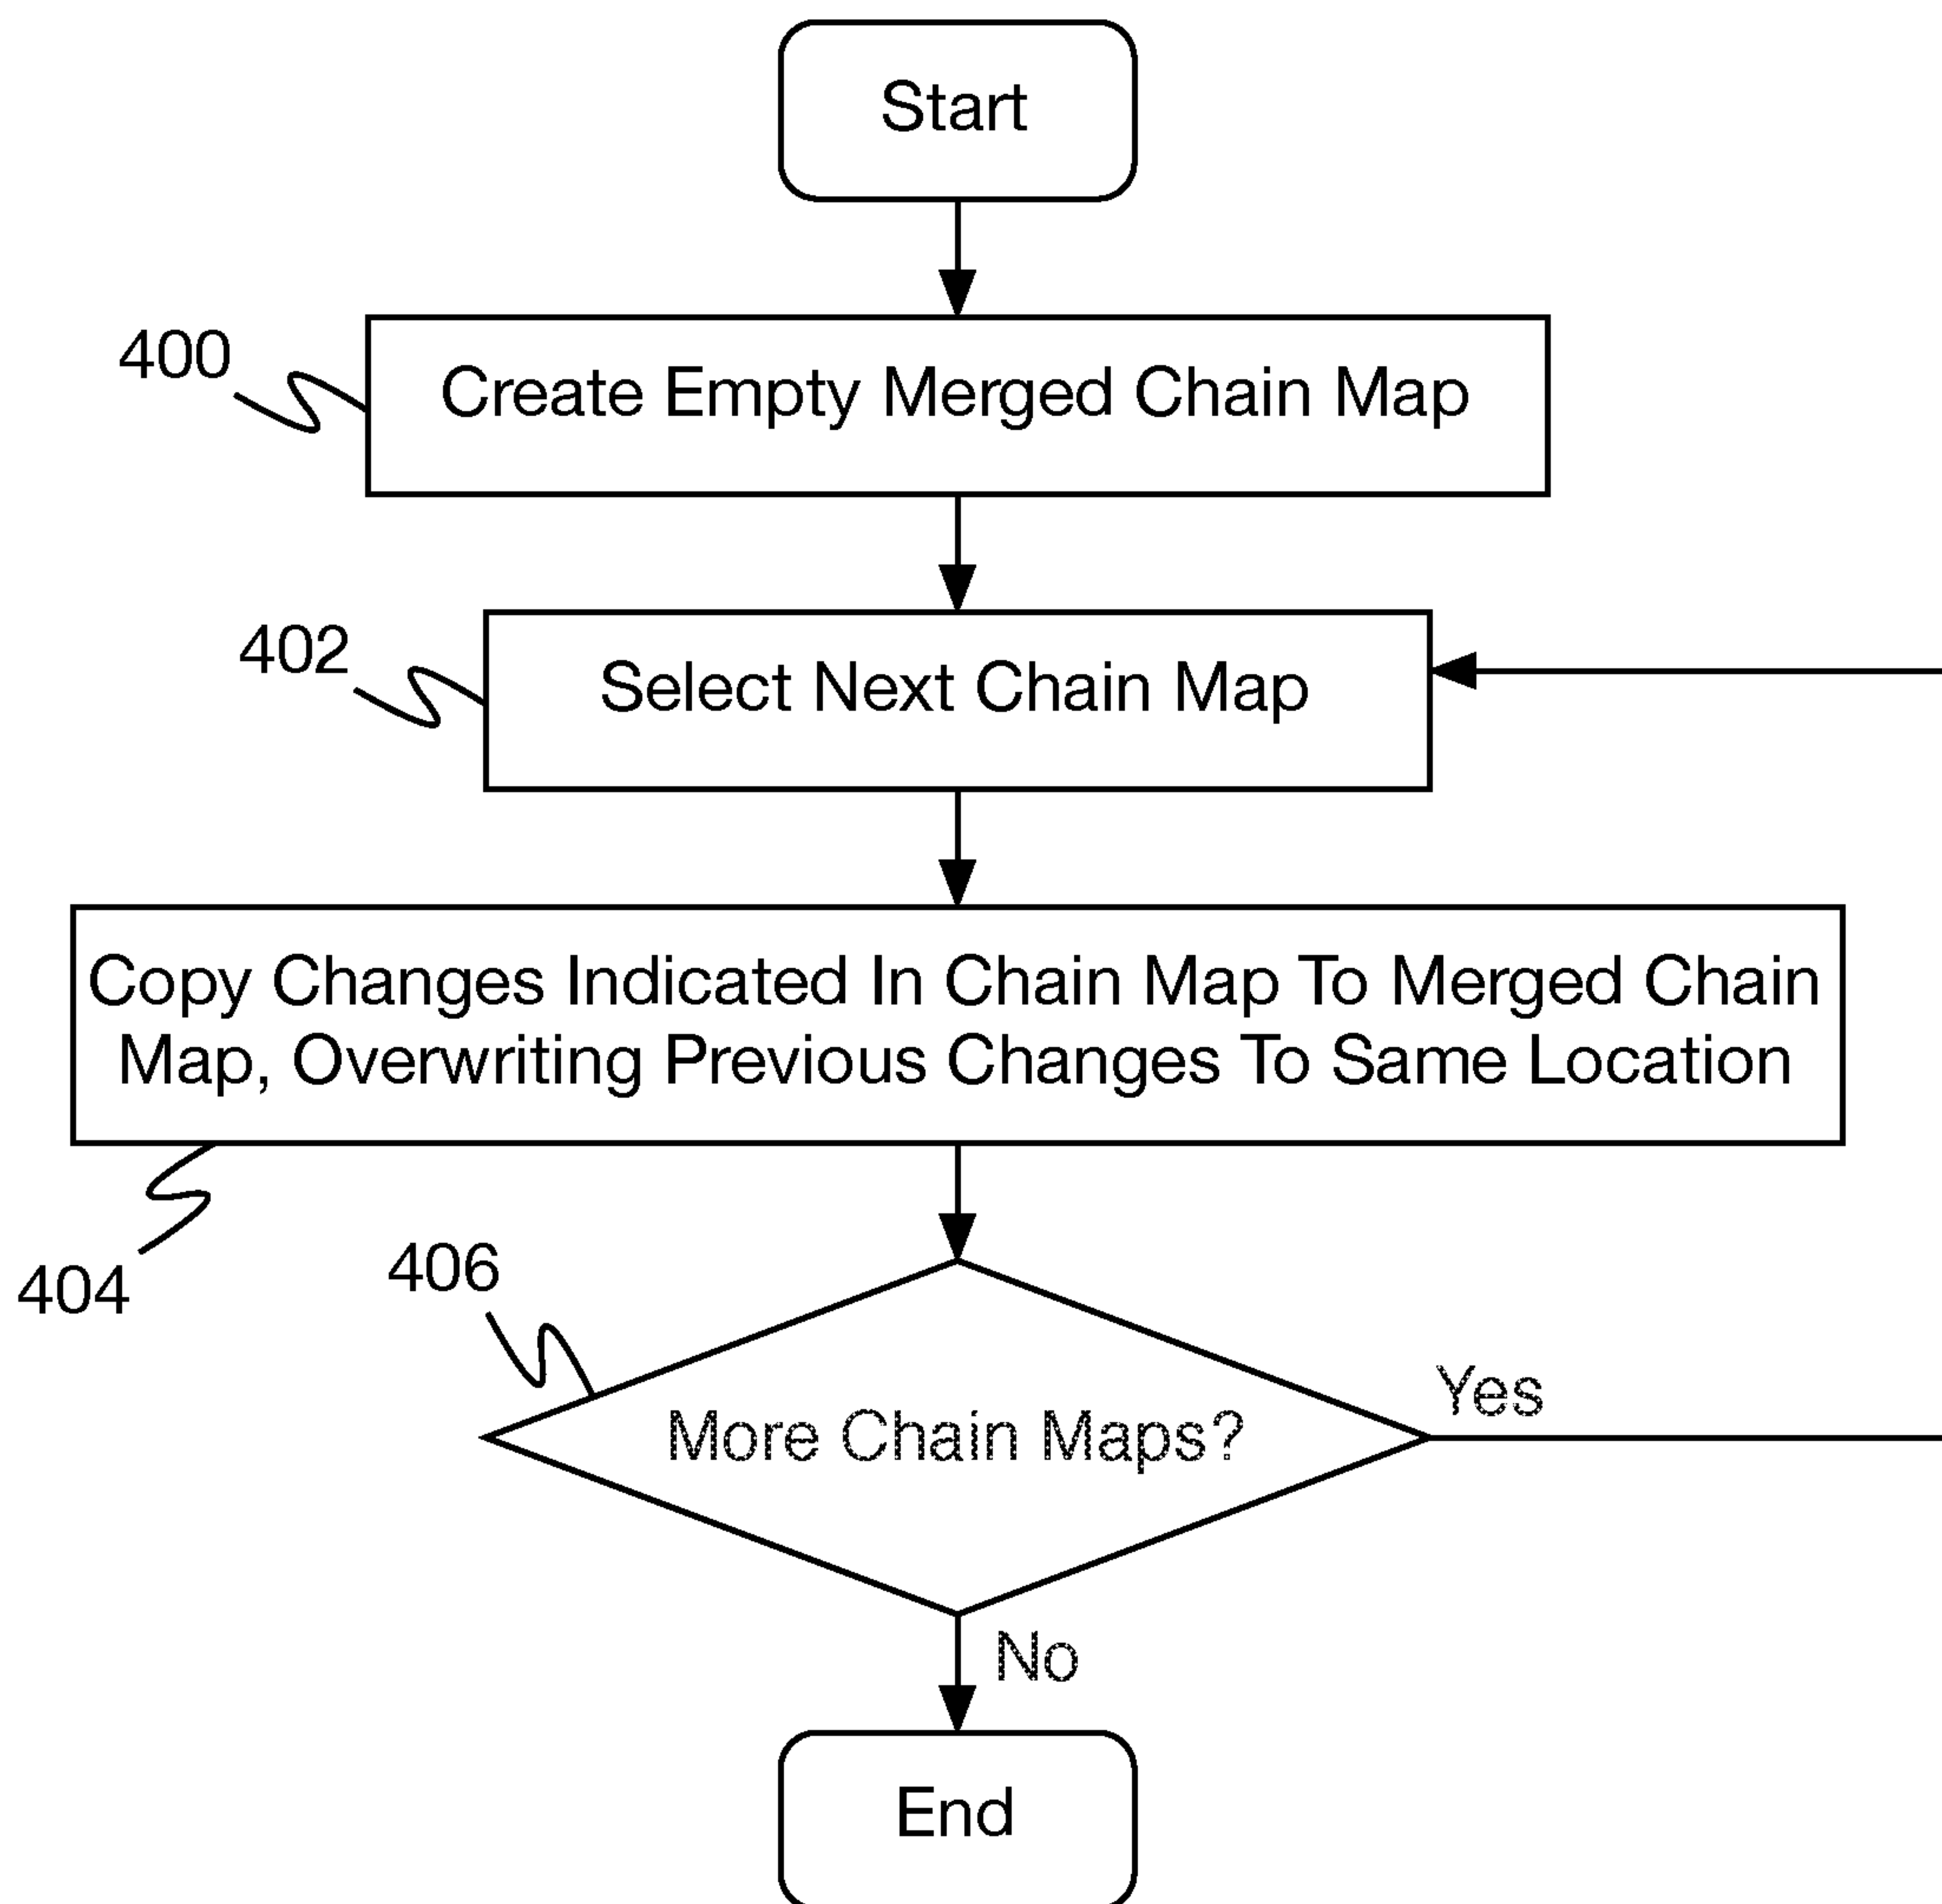 Start
400
Create Empty Merged Chain Map
402
Select Next Chain Map
Copy Changes Indicated In Chain Map To Merged Chain
Map, Overwriting Previous Changes To Same Location
404
406
More Chain Maps?
Yes
No
End